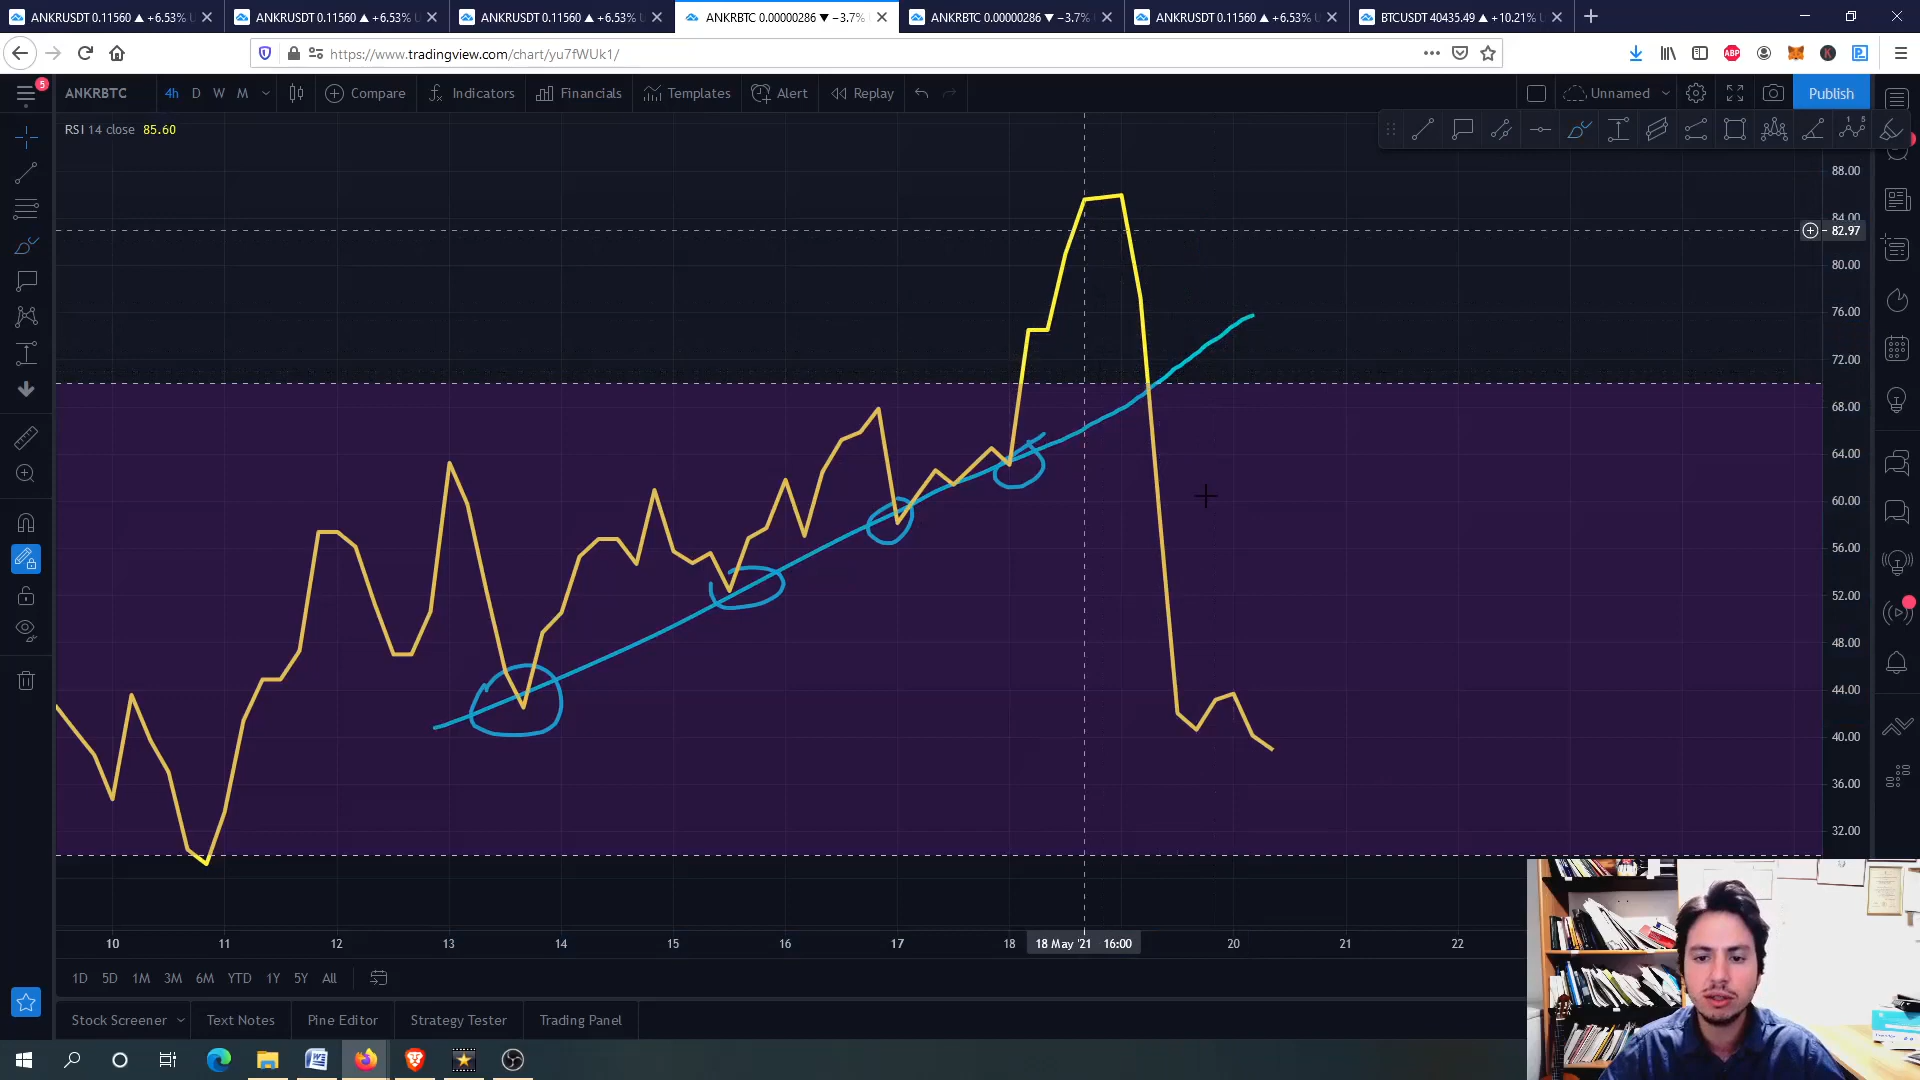 ANKRUSDT 0.11560 ▲ +6.53% U
ANKRUSDT 0.11560 ▲ +6.53% U
ANKRUSDT 0.11560 ▲ +6.53% U
ANKRBTC 0.00000286 ▼ −3.7%
ANKRBTC 0.00000286 ▼ −3.7%
ANKRUSDT 0.11560 ▲ +6.53% U
BTCUSDT 40435.49 ▲ +10.21% U
https://www.tradingview.com/chart/yu7fWUk1/
ABP
K
5
ANKRBTC
4h
D
W
M
Compare
Indicators
Financials
Templates
Alert
Replay
Unnamed
Publish
RSI 14 close 85.60
88.00
84.00
82.97
80.00
76.00
72.00
68.00
64.00
60.00
56.00
52.00
48.00
44.00
40.00
36.00
32.00
10
11
12
13
14
15
16
17
18
18 May '21 16:00
20
21
22
1D
5D
1M
3M
6M
YTD
1Y
5Y
All
Stock Screener
Text Notes
Pine Editor
Strategy Tester
Trading Panel